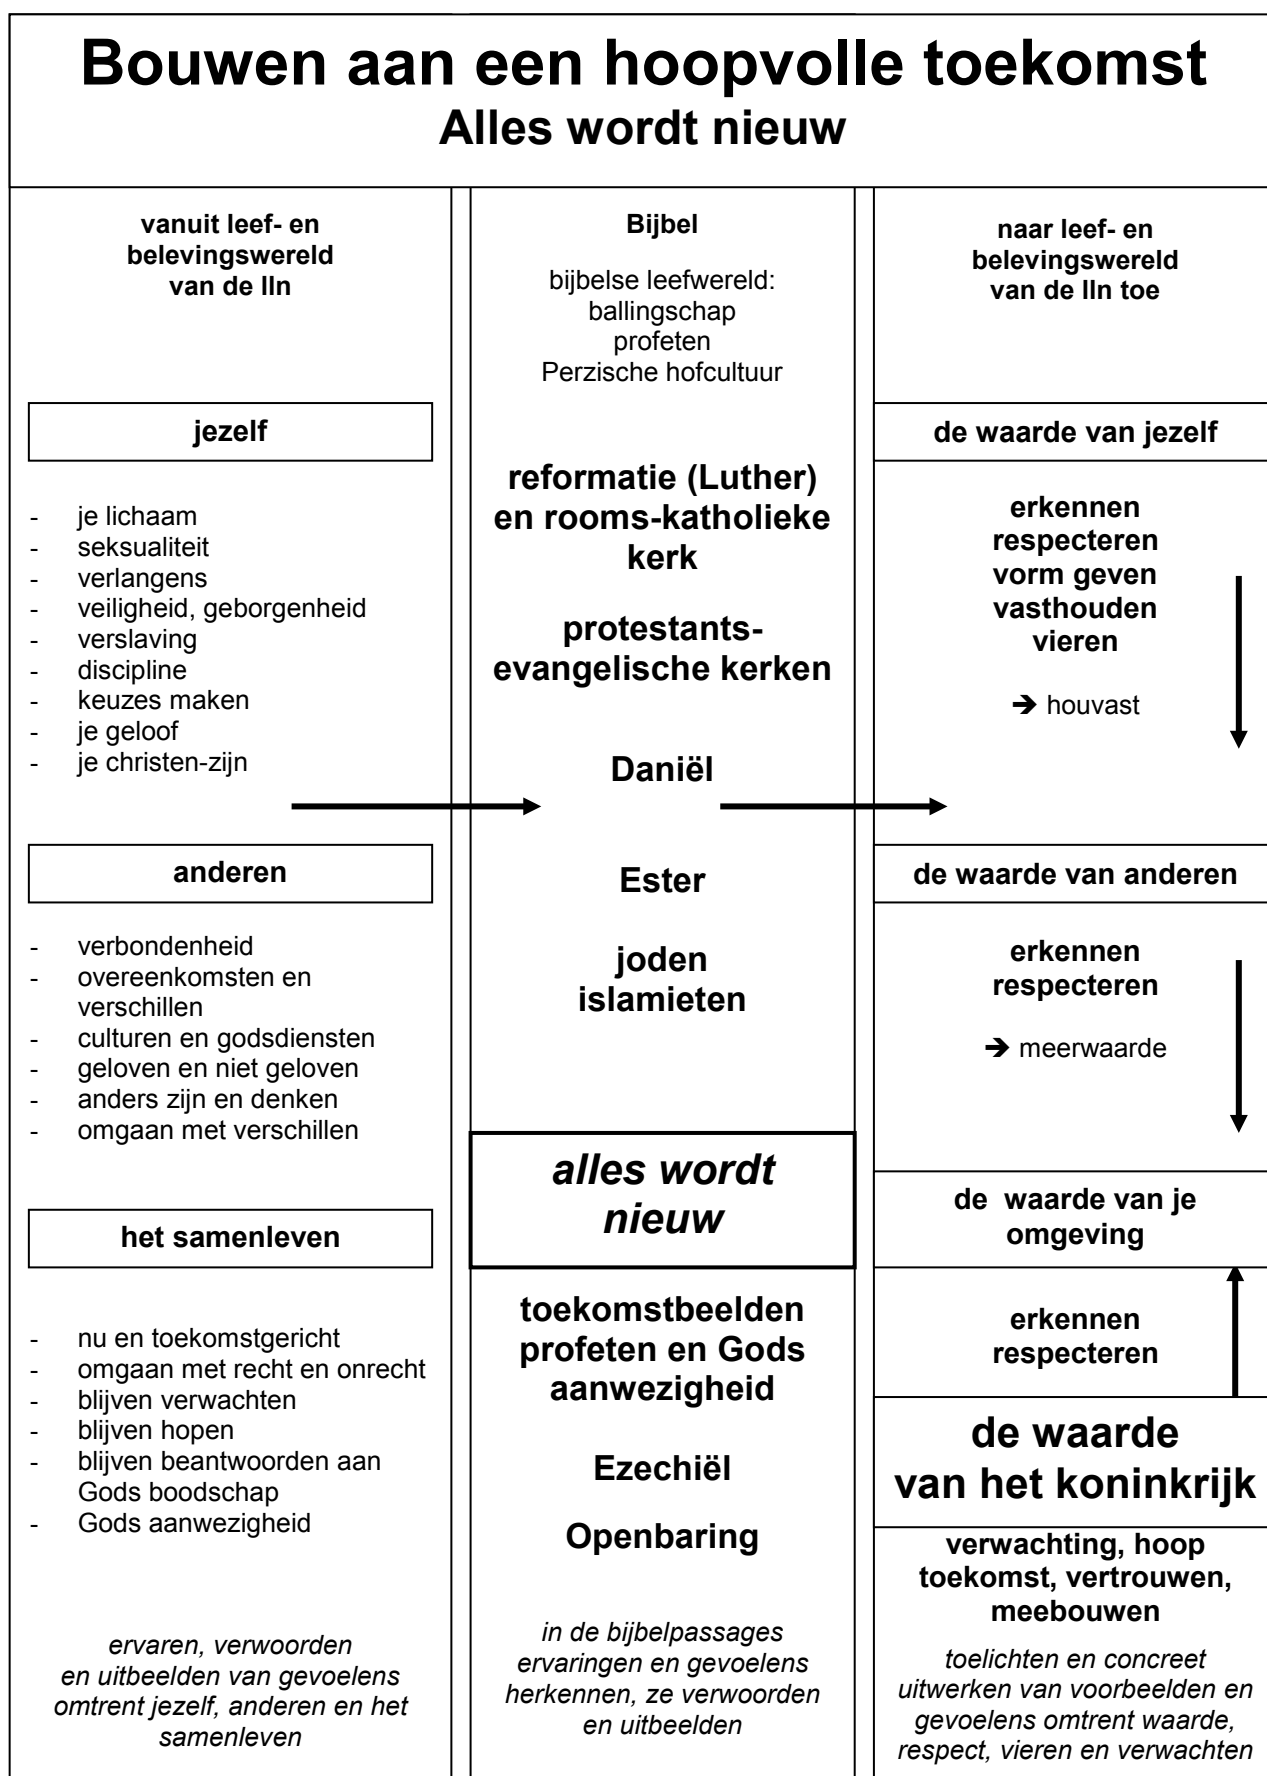 Bouwen aan een hoopvolle toekomst
Alles wordt nieuw
vanuit leef- en
belevingswereld
van de lln
jezelf
- je lichaam
- seksualiteit
- verlangens
- veiligheid, geborgenheid
- verslaving
- discipline
- keuzes maken
- je geloof
- je christen-zijn
anderen
- verbondenheid
- overeenkomsten en
verschillen
- culturen en godsdiensten
- geloven en niet geloven
- anders zijn en denken
- omgaan met verschillen
het samenleven
- nu en toekomstgericht
- omgaan met recht en onrecht
- blijven verwachten
- blijven hopen
- blijven beantwoorden aan
Gods boodschap
- Gods aanwezigheid
ervaren, verwoorden
en uitbeelden van gevoelens
omtrent jezelf, anderen en het
samenleven
Bijbel
bijbelse leefwereld:
ballingschap
profeten
Perzische hofcultuur
reformatie (Luther)
en rooms-katholieke
kerk
protestants-
evangelische kerken
Daniël
Ester
joden
islamieten
alles wordt
nieuw
toekomstbeelden
profeten en Gods
aanwezigheid
Ezechiël
Openbaring
in de bijbelpassages
ervaringen en gevoelens
herkennen, ze verwoorden
en uitbeelden
naar leef- en
belevingswereld
van de lln toe
de waarde van jezelf
erkennen
respecteren
vorm geven
vasthouden
vieren
➔ houvast
de waarde van anderen
erkennen
respecteren
➔ meerwaarde
de waarde van je
omgeving
erkennen
respecteren
de waarde
van het koninkrijk
verwachting, hoop
toekomst, vertrouwen,
meebouwen
toelichten en concreet
uitwerken van voorbeelden en
gevoelens omtrent waarde,
respect, vieren en verwachten